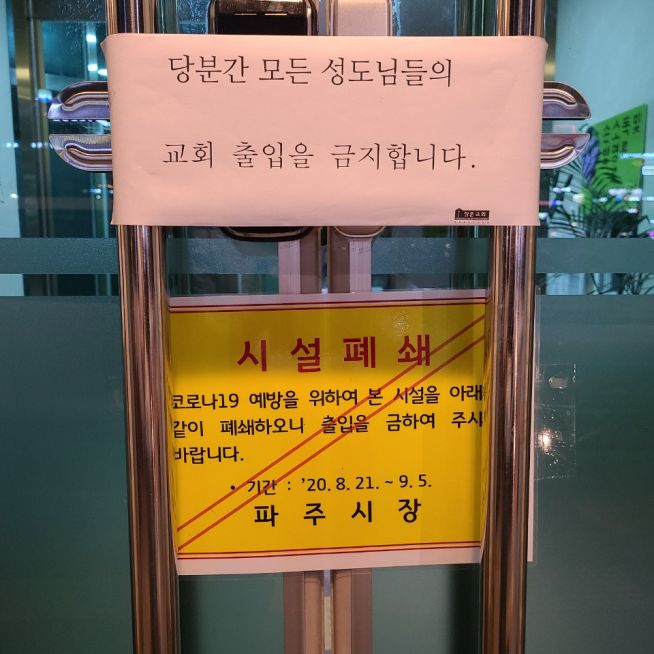 당분간 모든 성도님들의
교회 출입을 금지합니다.
시설폐쇄
코로나19 예방을 위하여 본 시설을 아래
같이 폐쇄하오니 출입을 금하여 주시
바랍니다.
• 기간 : '20. 8. 21. ~ 9. 5.
파주시장